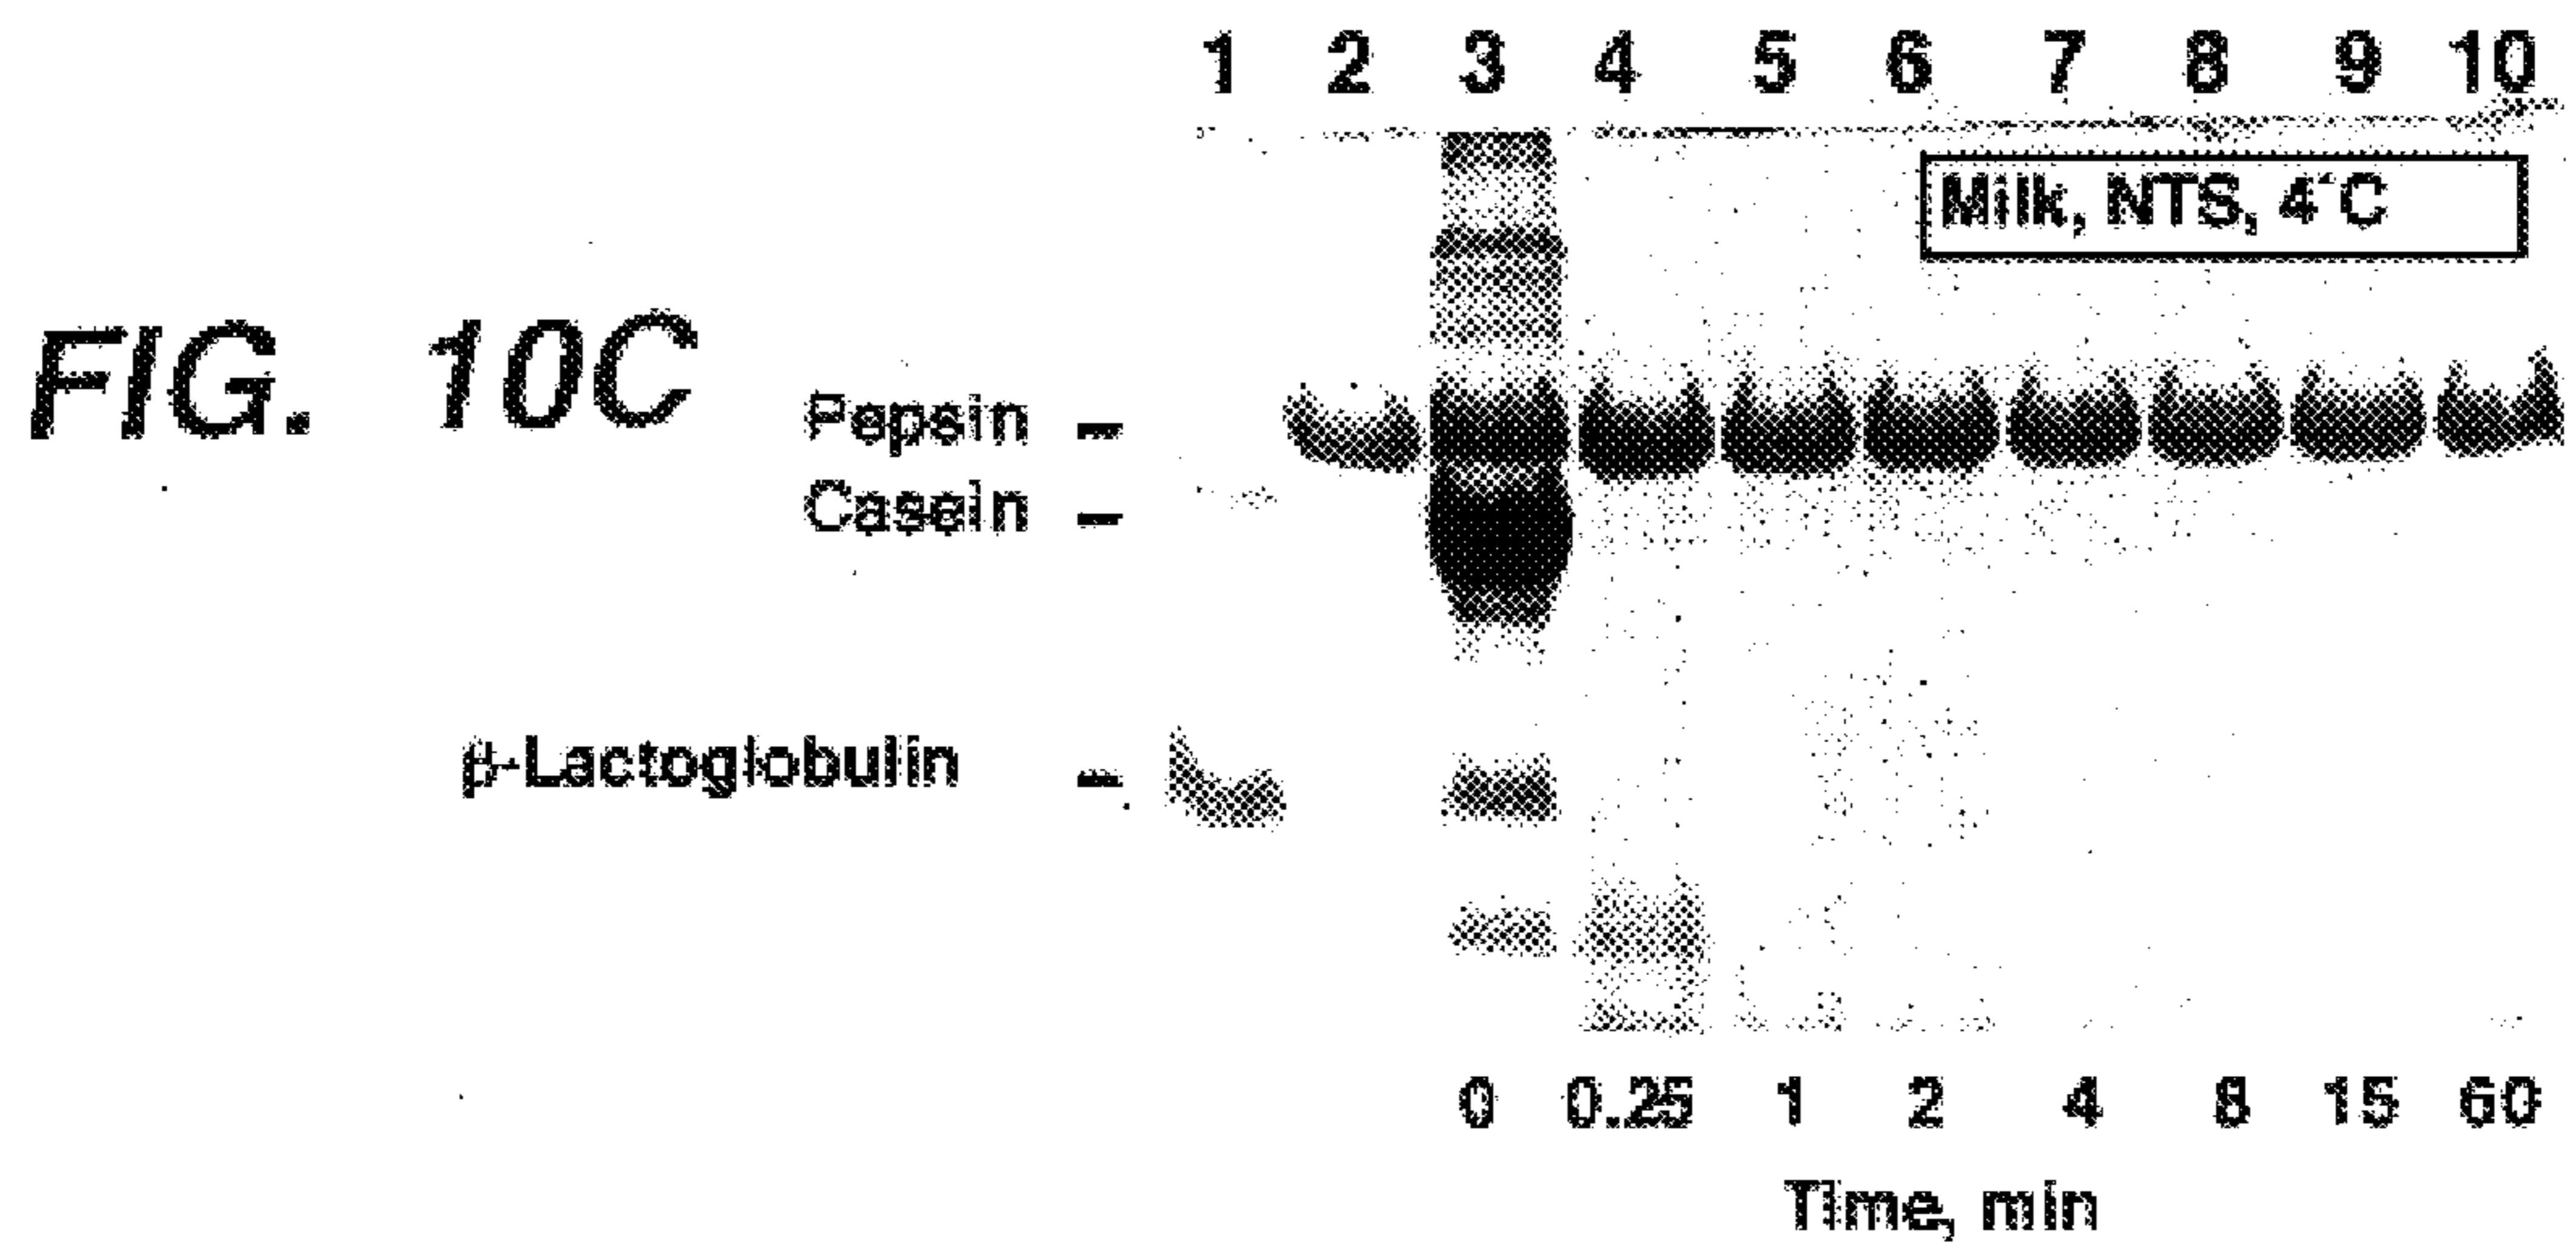 1 2 3 4 5 6 7 8 9 10
Milk, NTS, 4°C
FIG. 10C
Pepsin -
Casein -
β-Lactoglobulin -
0 0.25 1 2 4 8 15 60
Time, min